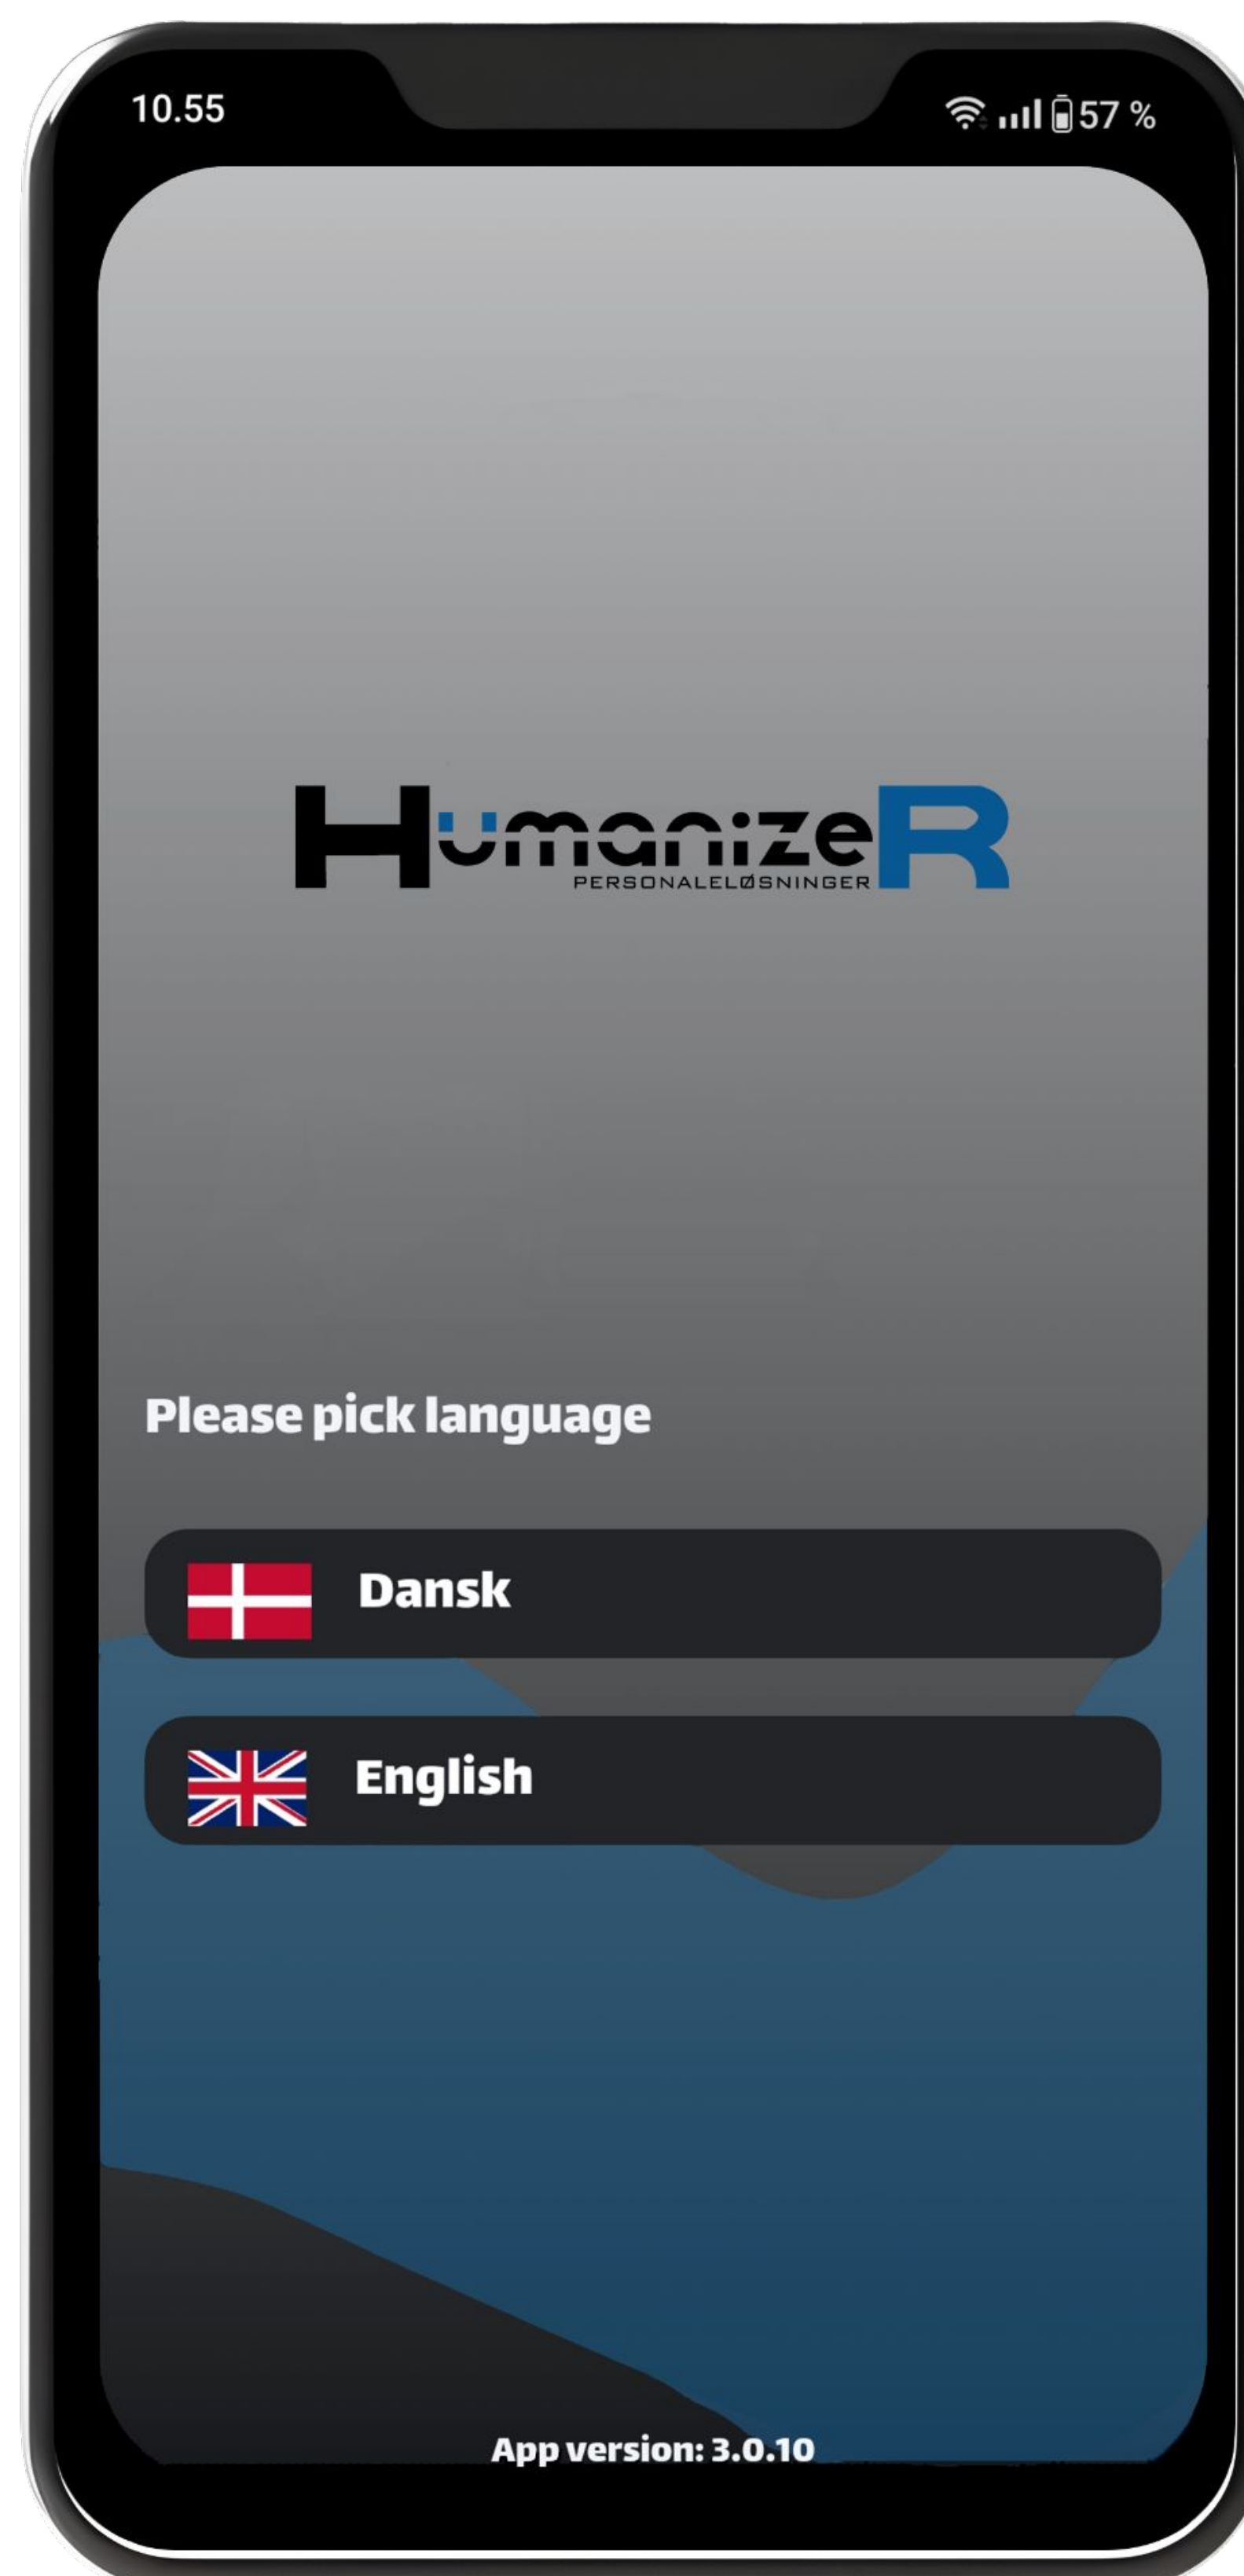 10.55
57 %
HumanizeR
PERSONALELØSNINGER
Please pick language
Dansk
English
App version: 3.0.10